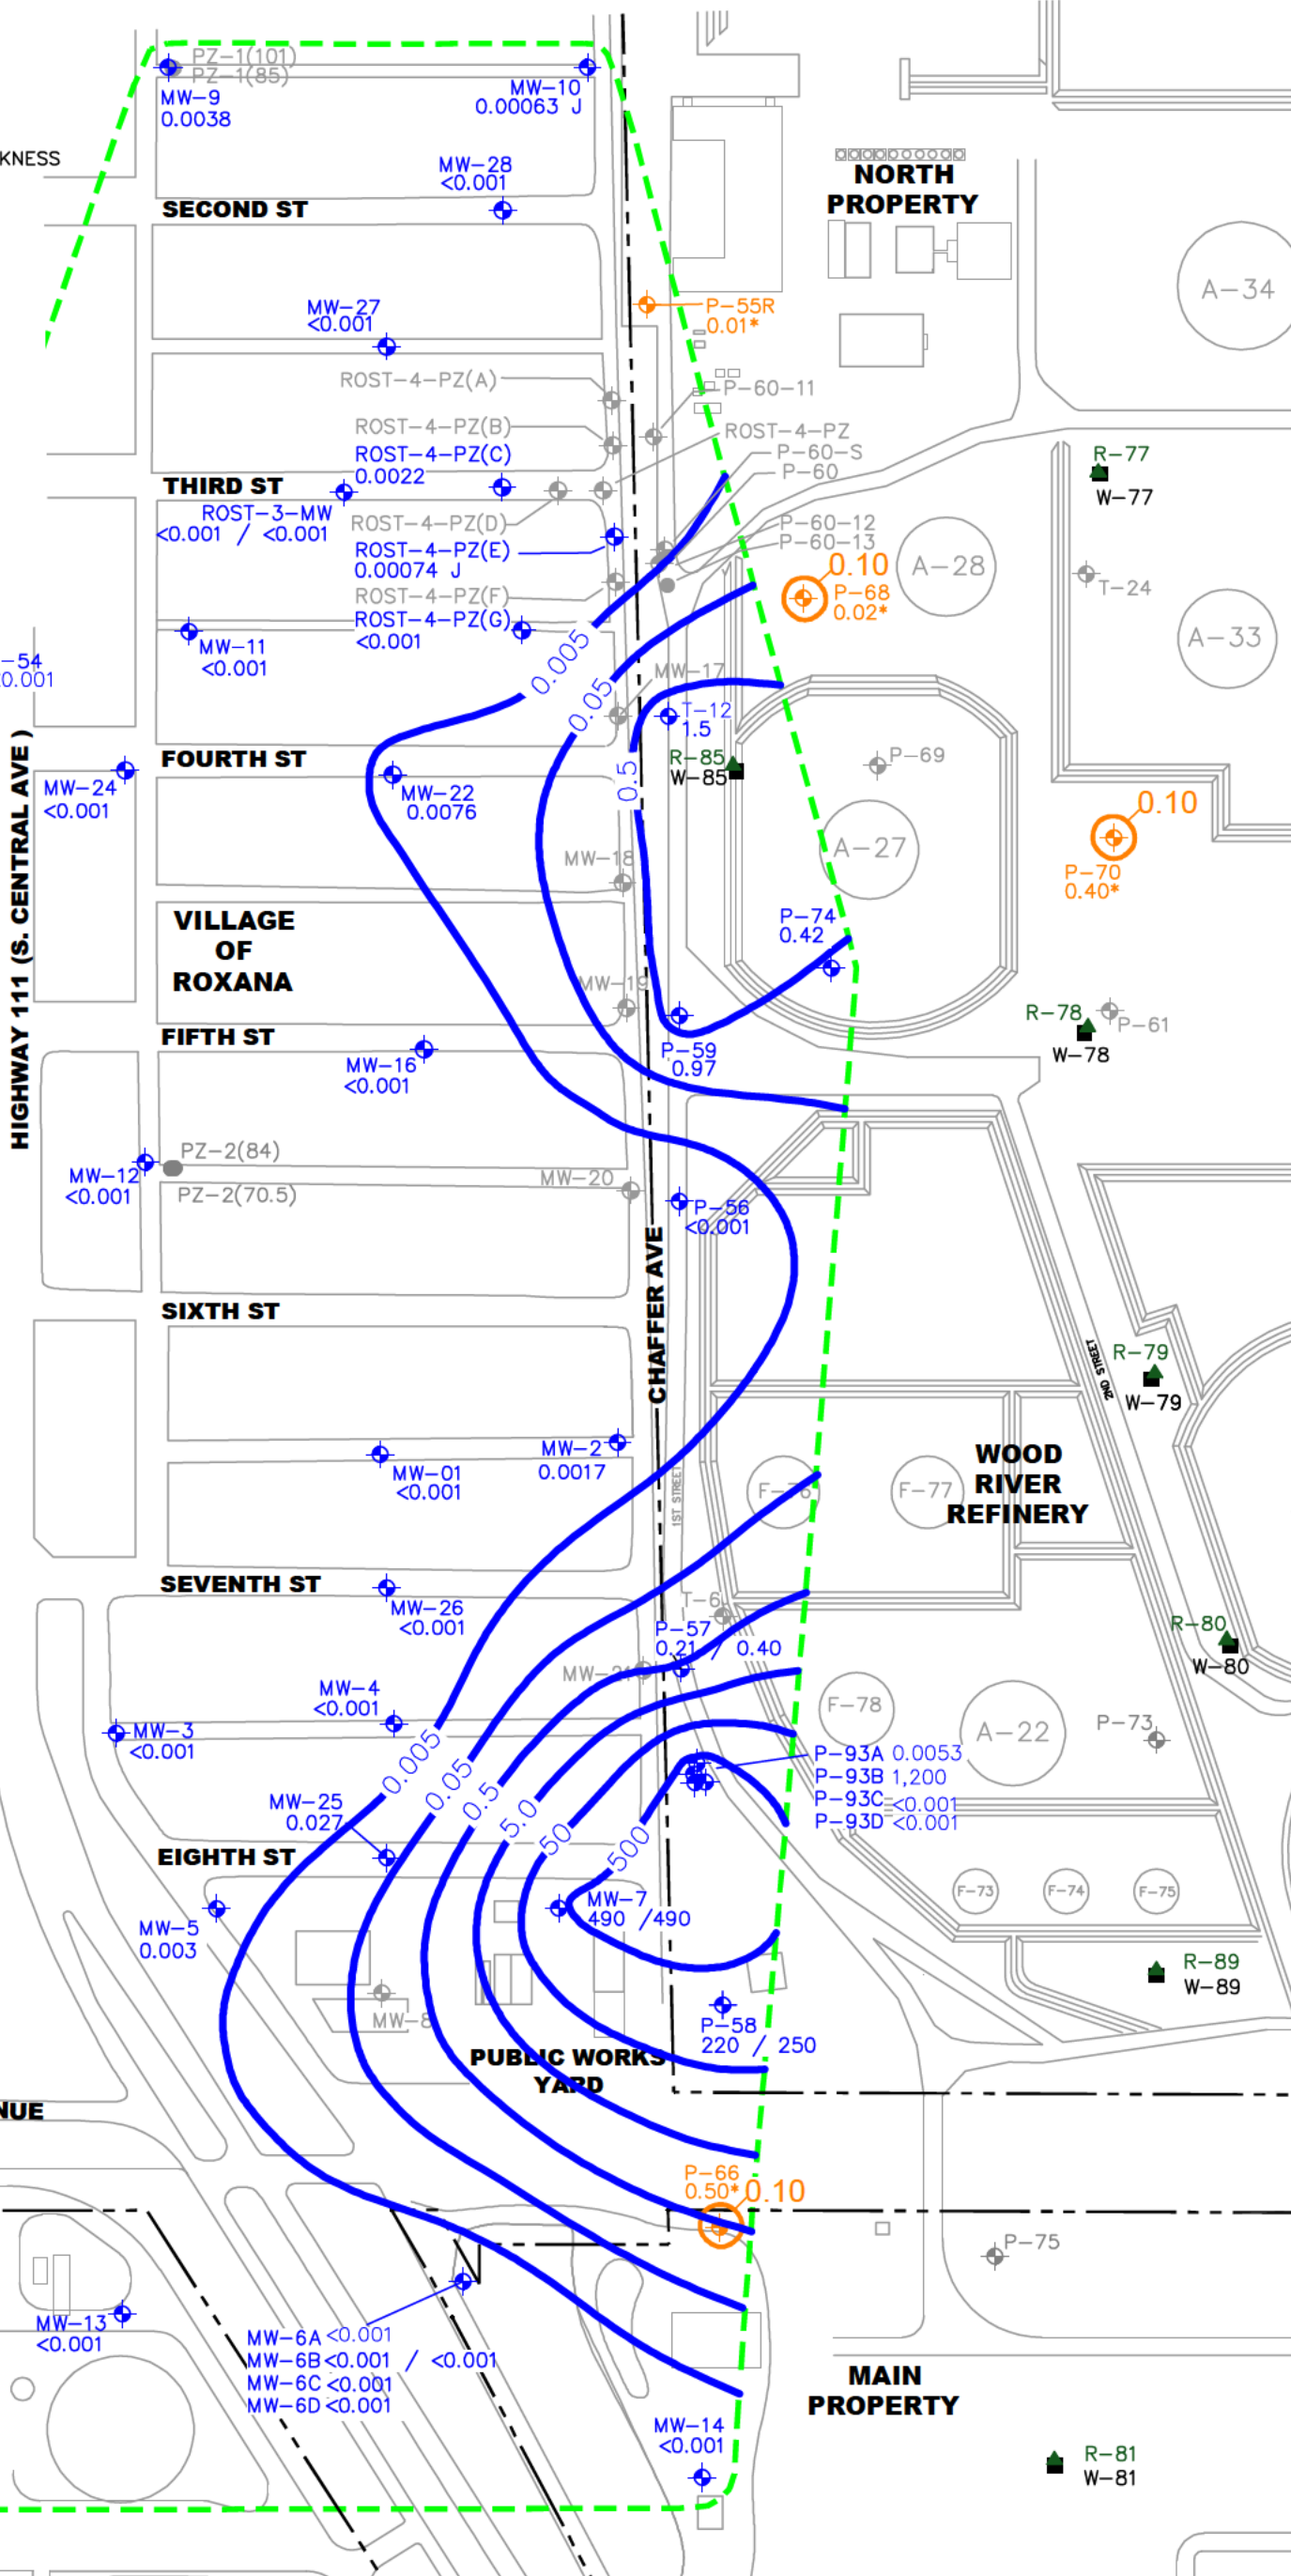 PZ-1(101)
PZ-1(85)
MW-9
0.0038
MW-10
0.00063 J
KNESS
MW-28
<0.001
SECOND ST
NORTH
PROPERTY
A-34
MW-27
<0.001
P-55R
0.01*
ROST-4-PZ(A)
P-60-11
ROST-4-PZ(B)
ROST-4-PZ
ROST-4-PZ(C)
0.0022
P-60-S
P-60
R-77
W-77
THIRD ST
ROST-3-MW
<0.001 / <0.001
ROST-4-PZ(D)
P-60-12
P-60-13
ROST-4-PZ(E)
0.00074 J
0.10
P-68
0.02*
A-28
T-24
ROST-4-PZ(F)
ROST-4-PZ(G)
<0.001
MW-11
<0.001
A-33
-54
0.001
0.005
0.05
MW-17
T-12
1.5
R-85
W-85
P-69
0.5
FOURTH ST
MW-24
<0.001
MW-22
0.0076
HIGHWAY 111 (S. CENTRAL AVE )
0.10
P-70
0.40*
MW-18
A-27
VILLAGE
OF
ROXANA
P-74
0.42
MW-19
R-78
W-78
P-61
FIFTH ST
P-59
0.97
MW-16
<0.001
PZ-2(84)
MW-12
<0.001
PZ-2(70.5)
MW-20
P-56
<0.001
CHAFFER AVE
SIXTH ST
2ND STREET
R-79
W-79
MW-2
0.0017
MW-01
<0.001
1ST STREET
F-76
F-77
WOOD
RIVER
REFINERY
SEVENTH ST
MW-26
<0.001
T-6
P-57
0.21 / 0.40
R-80
W-80
MW-21
MW-4
<0.001
MW-3
<0.001
F-78
A-22
P-73
0.005
0.05
0.5
5.0
50
500
P-93A 0.0053
P-93B 1,200
P-93C <0.001
P-93D <0.001
MW-25
0.027
EIGHTH ST
F-73
F-74
F-75
MW-7
490 /490
MW-5
0.003
R-89
W-89
MW-8
P-58
220 / 250
PUBLIC WORKS
YARD
NUE
P-66
0.50*
0.10
P-75
MW-13
<0.001
MW-6A <0.001
MW-6B <0.001 / <0.001
MW-6C <0.001
MW-6D <0.001
MAIN
PROPERTY
MW-14
<0.001
R-81
W-81